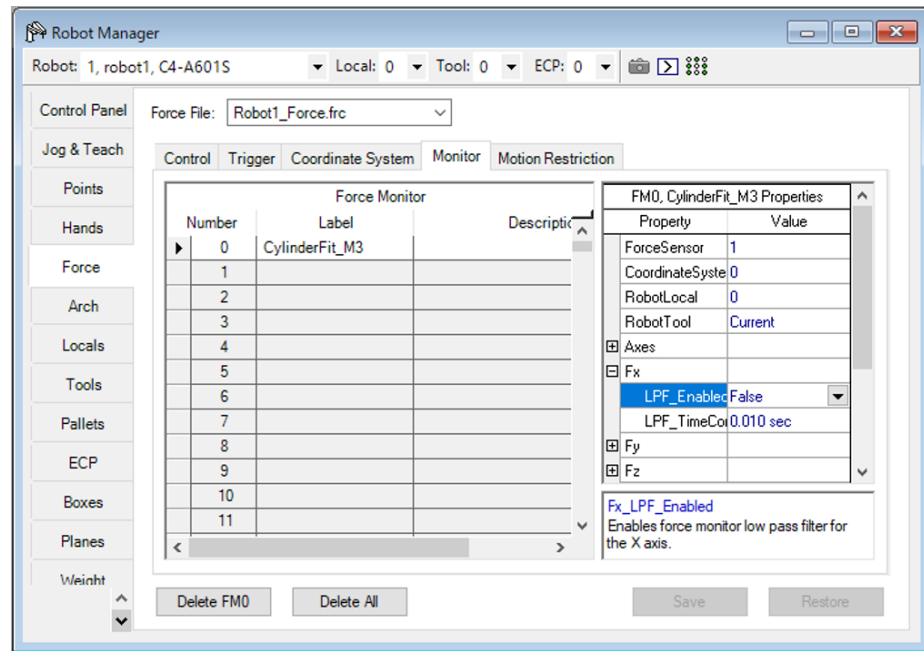 Robot Manager
Robot: 1, robot1, C4-A601S Local: 0 Tool: 0 ECP: 0
Control Panel
Jog & Teach
Points
Hands
Force
Arch
Locals
Tools
Pallets
ECP
Boxes
Planes
Weight
Force File: Robot1_Force.frc
Control Trigger Coordinate System Monitor Motion Restriction
Force Monitor
Number Label Descriptic
0 CylinderFit_M3
1
2
3
4
5
6
7
8
9
10
11
FM0, CylinderFit_M3 Properties
Property Value
ForceSensor 1
CoordinateSyste 0
RobotLocal 0
RobotTool Current
Axes
Fx
LPF_Enabled False
LPF_TimeCo 0.010 sec
Fy
Fz
Fx_LPF_Enabled
Enables force monitor low pass filter for
the X axis.
Delete FM0 Delete All Save Restore